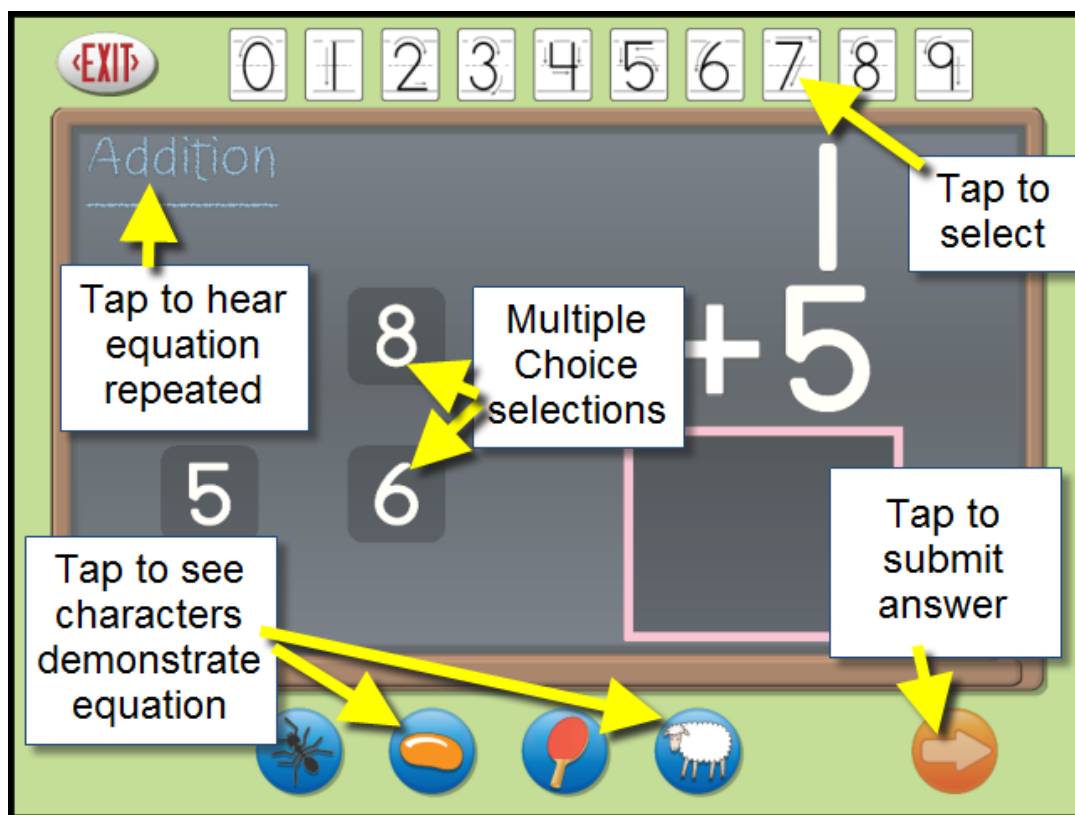 <EXIT>
0 1 2 3 4 5 6 7 8 9
Addition
Tap to
select
Tap to hear
equation
repeated
1
+5
8
Multiple
Choice
selections
5 6
Tap to
submit
answer
Tap to see
characters
demonstrate
equation